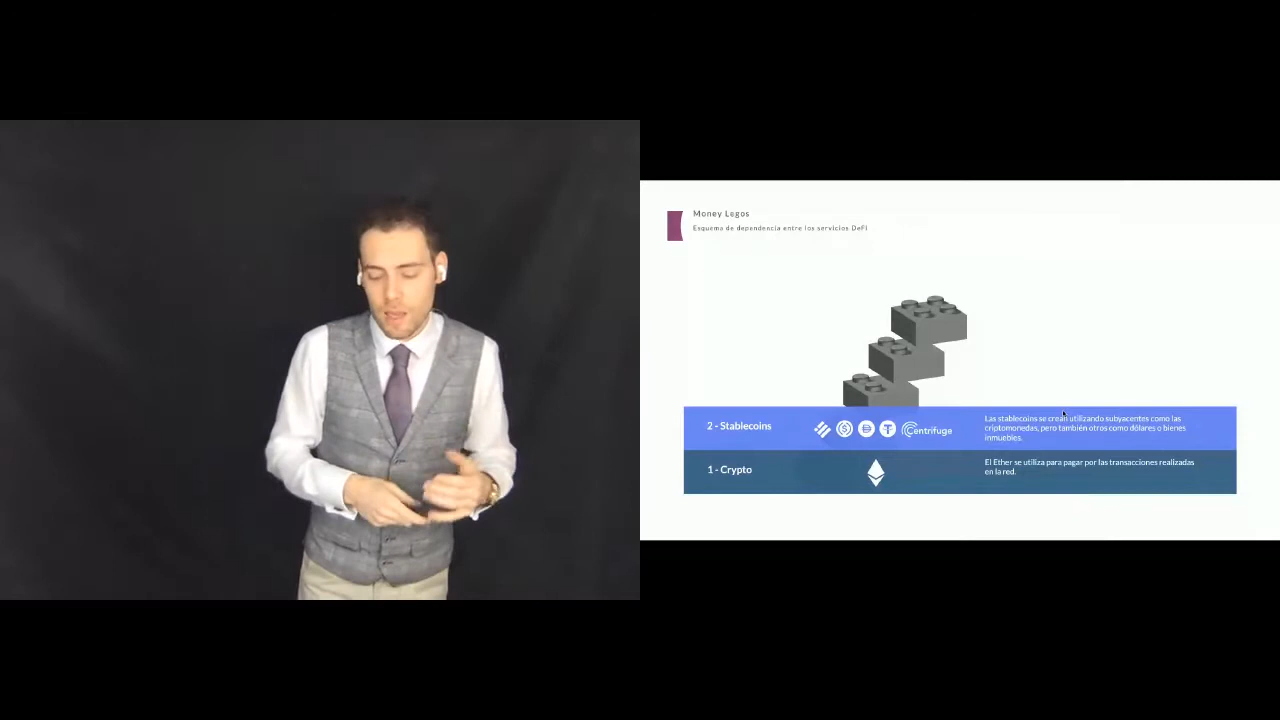 Money Legos
Esquema de dependencia entre los servicios DeFi
2 - Stablecoins
Centrifuge
Las stablecoins se crean utilizando subyacentes como las
criptomonedas, pero también otros como dólares o bienes
inmuebles.
1 - Crypto
El Ether se utiliza para pagar por las transacciones realizadas
en la red.